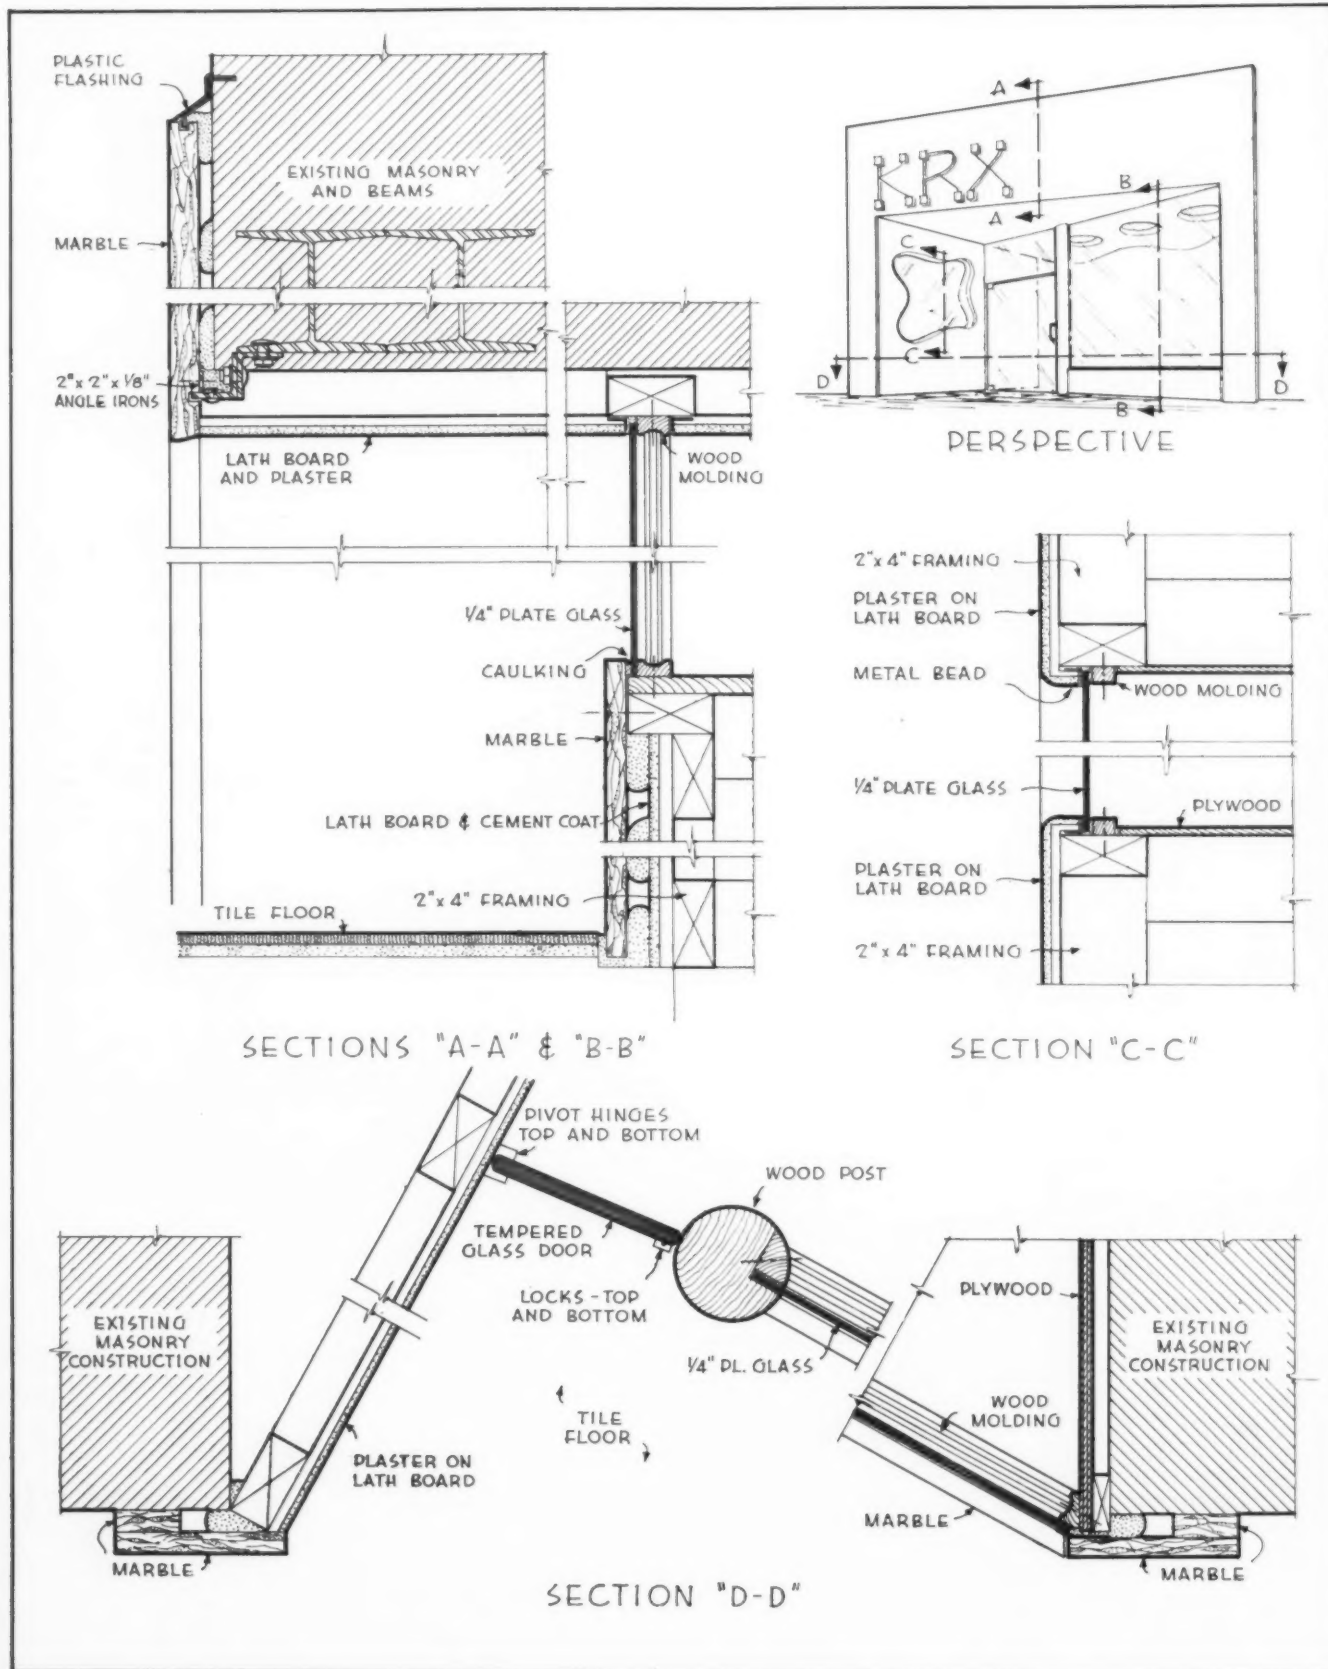 PLASTIC
FLASHING
EXISTING MASONRY
AND BEAMS
MARBLE
2" x 2" x 1/8"
ANGLE IRONS
LATH BOARD
AND PLASTER
WOOD
MOLDING
1/4" PLATE GLASS
CAULKING
MARBLE
LATH BOARD & CEMENT COAT
2" x 4" FRAMING
TILE FLOOR
SECTIONS "A-A" & "B-B"
A
KRX
B
A
C
C
D
D
B
PERSPECTIVE
2" x 4" FRAMING
PLASTER ON
LATH BOARD
METAL BEAD
WOOD MOLDING
1/4" PLATE GLASS
PLYWOOD
PLASTER ON
LATH BOARD
2" x 4" FRAMING
SECTION "C-C"
PIVOT HINGES
TOP AND BOTTOM
WOOD POST
TEMPERED
GLASS DOOR
LOCKS - TOP
AND BOTTOM
1/4" PL. GLASS
PLYWOOD
EXISTING
MASONRY
CONSTRUCTION
EXISTING
MASONRY
CONSTRUCTION
TILE
FLOOR
WOOD
MOLDING
PLASTER ON
LATH BOARD
MARBLE
MARBLE
MARBLE
SECTION "D-D"